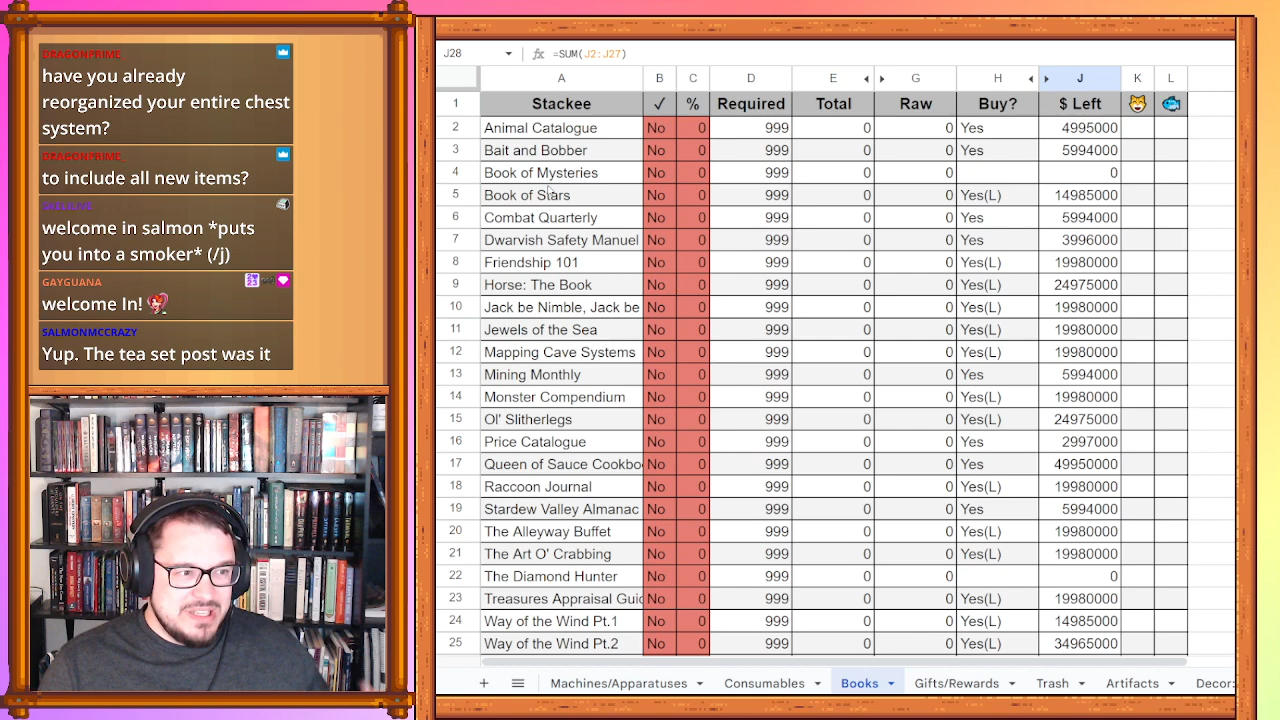 DRAGONPRIME_
have you already
reorganized your entire chest
system?
DRAGONPRIME_
to include all new items?
welcome in salmon *puts
you into a smoker* (/j)
GAYGUANA
welcome In!
SALMONMCCRAZY
Yup. The tea set post was it
J28 fx =SUM(J2:J27)
A B C D E G H J K L
1 Stackee ✓ % Required Total Raw Buy? $ Left
2 Animal Catalogue No 0 999 0 0 Yes 4995000
3 Bait and Bobber No 0 999 0 0 Yes 5994000
4 Book of Mysteries No 0 999 0 0 0
5 Book of Stars No 0 999 0 0 Yes(L) 14985000
6 Combat Quarterly No 0 999 0 0 Yes 5994000
7 Dwarvish Safety Manuel No 0 999 0 0 Yes 3996000
8 Friendship 101 No 0 999 0 0 Yes(L) 19980000
9 Horse: The Book No 0 999 0 0 Yes(L) 24975000
10 Jack be Nimble, Jack be No 0 999 0 0 Yes(L) 19980000
11 Jewels of the Sea No 0 999 0 0 Yes(L) 19980000
12 Mapping Cave Systems No 0 999 0 0 Yes(L) 19980000
13 Mining Monthly No 0 999 0 0 Yes 5994000
14 Monster Compendium No 0 999 0 0 Yes(L) 19980000
15 Ol' Slitherlegs No 0 999 0 0 Yes(L) 24975000
16 Price Catalogue No 0 999 0 0 Yes 2997000
17 Queen of Sauce Cookbo No 0 999 0 0 Yes 49950000
18 Raccoon Journal No 0 999 0 0 Yes(L) 19980000
19 Stardew Valley Almanac No 0 999 0 0 Yes 5994000
20 The Alleyway Buffet No 0 999 0 0 Yes(L) 19980000
21 The Art O' Crabbing No 0 999 0 0 Yes(L) 19980000
22 The Diamond Hunter No 0 999 0 0 0
23 Treasures Appraisal Guid No 0 999 0 0 Yes(L) 19980000
24 Way of the Wind Pt.1 No 0 999 0 0 Yes(L) 14985000
25 Way of the Wind Pt.2 No 0 999 0 0 Yes(L) 34965000
+ Machines/Apparatuses Consumables Books Gifts/Rewards Trash Artifacts Decor